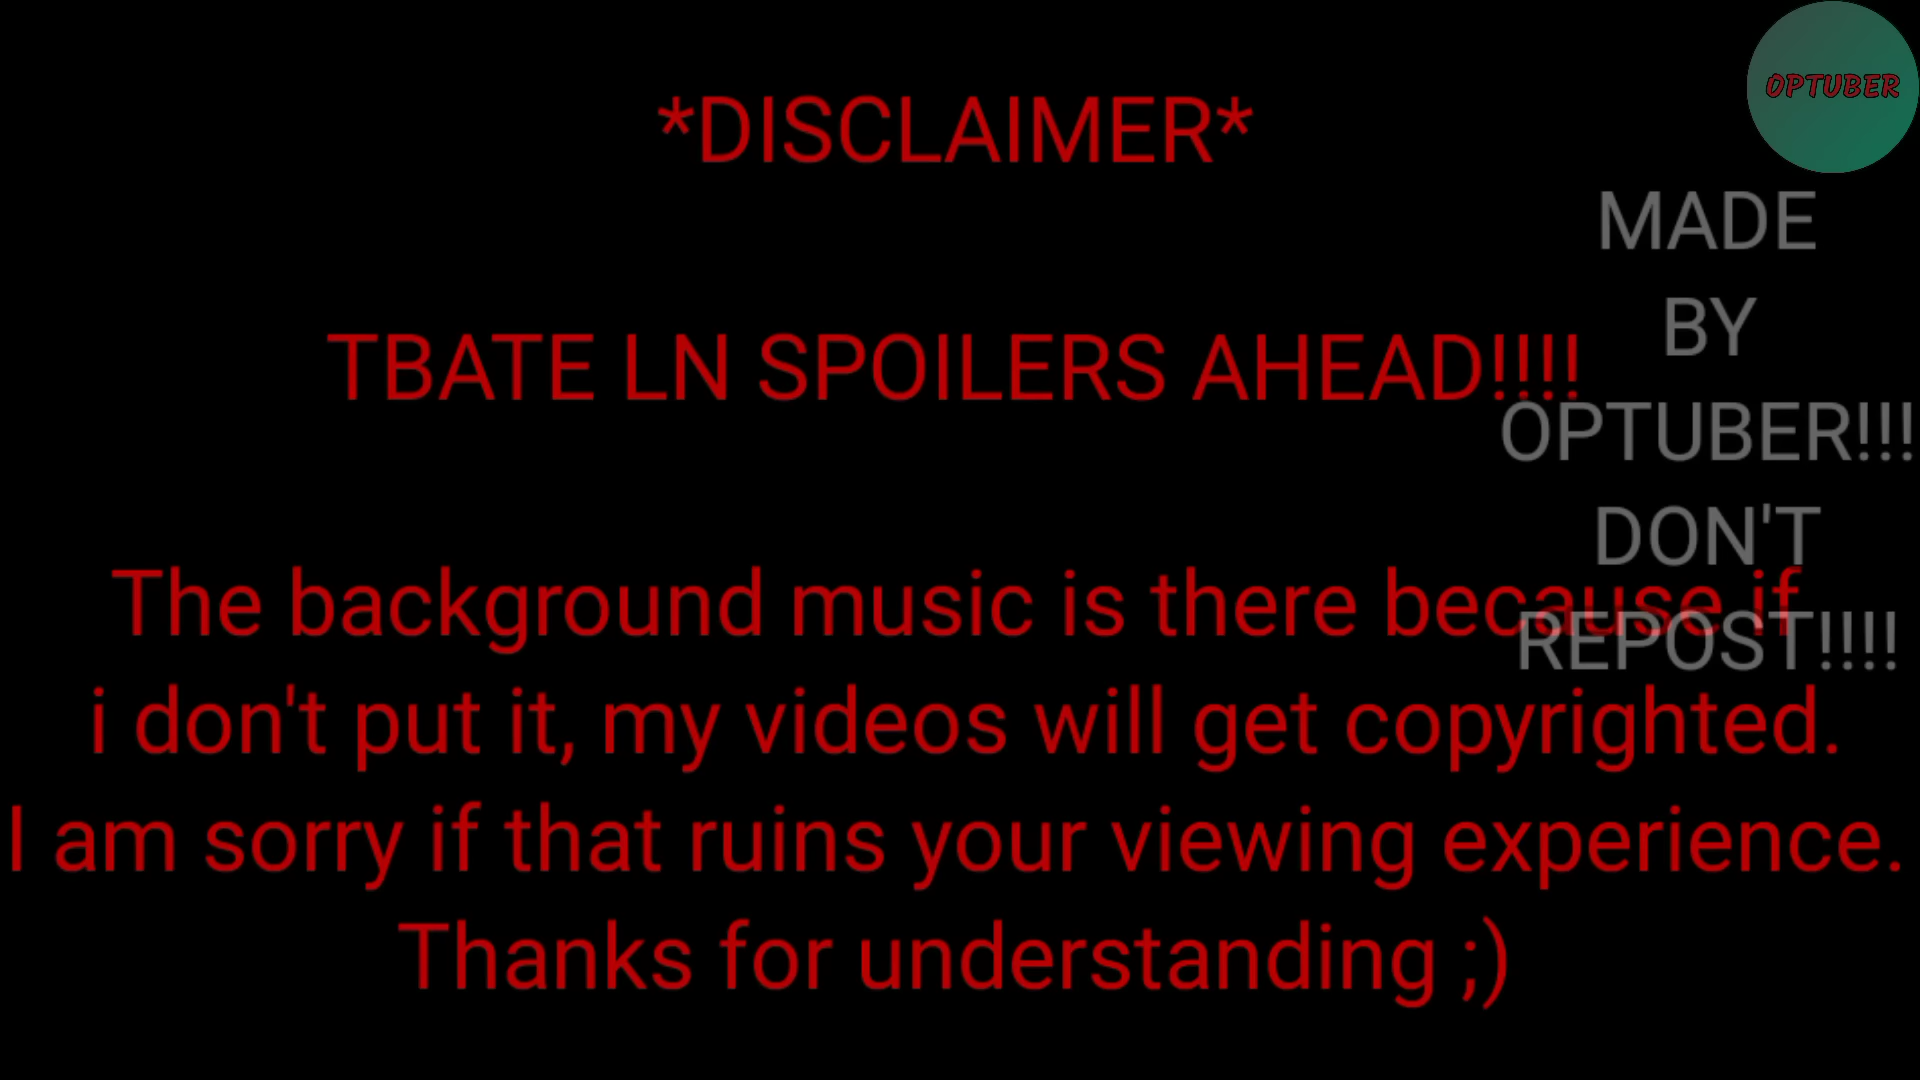 OPTUBER
*DISCLAIMER*
MADE
BY
TBATE LN SPOILERS AHEAD!!!!
OPTUBER!!!
DON'T
The background music is there because if
REPOST!!!!
i don't put it, my videos will get copyrighted.
I am sorry if that ruins your viewing experience.
Thanks for understanding ;)